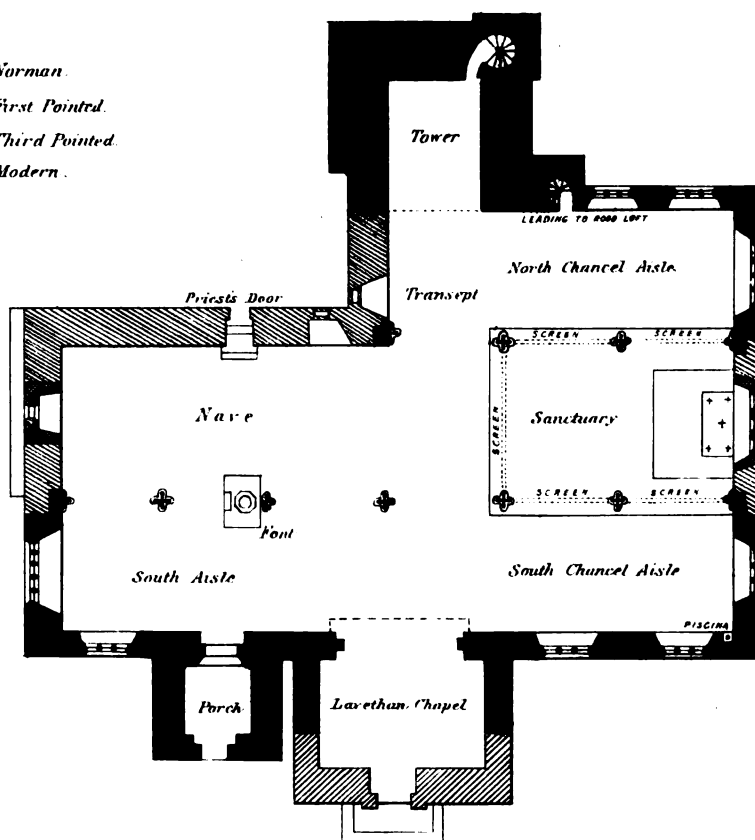 Norman.
First Pointed.
Third Pointed.
Modern.
Tower
LEADING TO ROOD LOFT
North Chancel Aisle.
Priest's Door
Transept
SCREEN
SCREEN
Nave
SCREEN
Sanctuary
SCREEN
SCREEN
Font
South Aisle
South Chancel Aisle
PISCINA
Porch
Lavethan Chapel